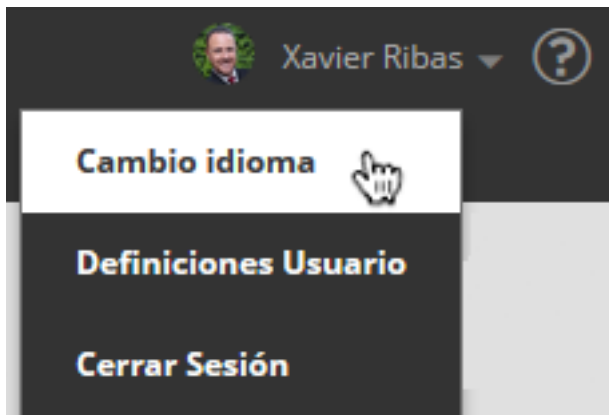 Xavier Ribas
Cambio idioma
Definiciones Usuario
Cerrar Sesión